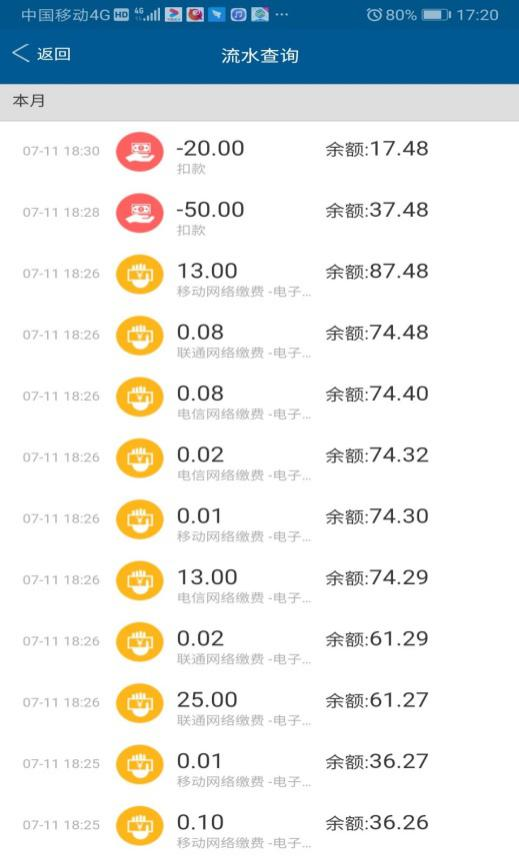 中国移动4G HD 4G 80% 17:20
返回 流水查询
本月
07-11 18:30 -20.00 余额:17.48
扣款
07-11 18:28 -50.00 余额:37.48
扣款
07-11 18:26 13.00 余额:87.48
移动网络缴费 -电子...
07-11 18:26 0.08 余额:74.48
联通网络缴费 -电子...
07-11 18:26 0.08 余额:74.40
电信网络缴费 -电子...
07-11 18:26 0.02 余额:74.32
电信网络缴费 -电子...
07-11 18:26 0.01 余额:74.30
移动网络缴费 -电子...
07-11 18:26 13.00 余额:74.29
电信网络缴费 -电子...
07-11 18:26 0.02 余额:61.29
联通网络缴费 -电子...
07-11 18:26 25.00 余额:61.27
联通网络缴费 -电子...
07-11 18:25 0.01 余额:36.27
移动网络缴费 -电子...
07-11 18:25 0.10 余额:36.26
移动网络缴费 -电子...